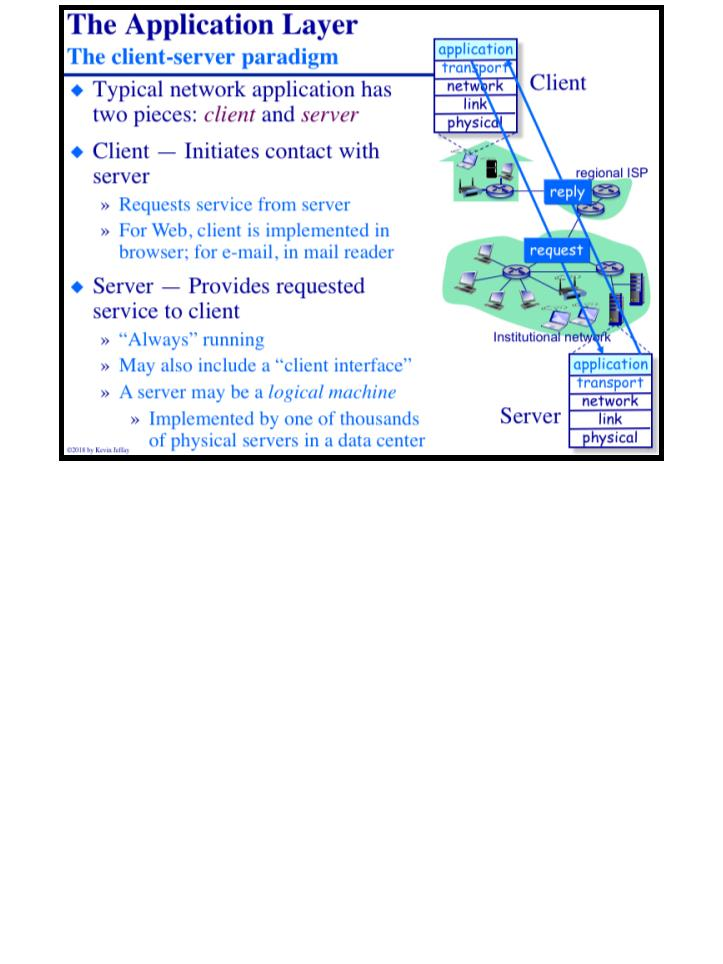 The Application Layer
The client-server paradigm
◆ Typical network application has
two pieces: client and server
◆ Client — Initiates contact with
server
» Requests service from server
» For Web, client is implemented in
browser; for e-mail, in mail reader
◆ Server — Provides requested
service to client
» “Always” running
» May also include a “client interface”
» A server may be a logical machine
» Implemented by one of thousands
of physical servers in a data center
©2018 by Kevin Jeffay
application
transport
network
link
physical
Client
regional ISP
reply
request
Institutional network
application
transport
network
link
physical
Server